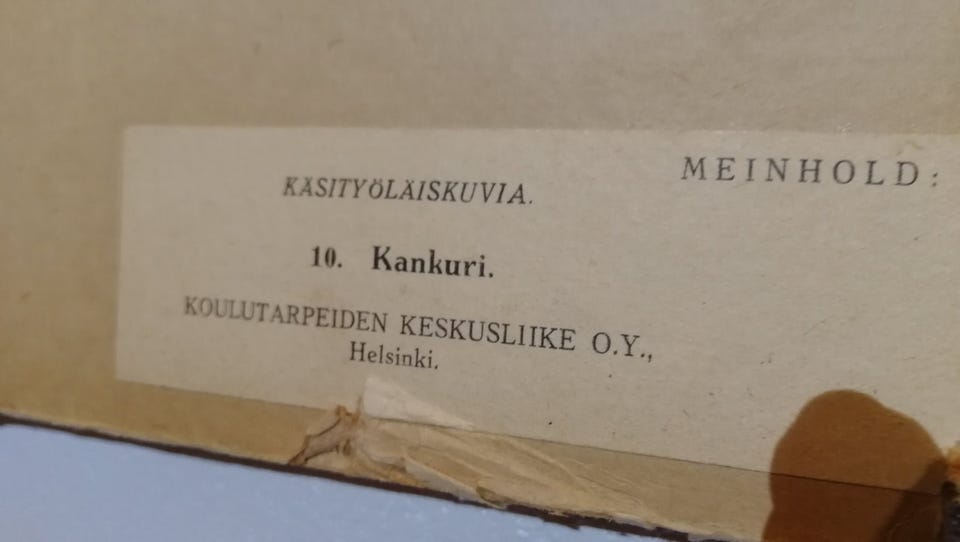 MEINHOLD:
KÄSITYÖLÄISKUVIA.
10. Kankuri.
KOULUTARPEIDEN KESKUSLIIKE O.Y.,
Helsinki.